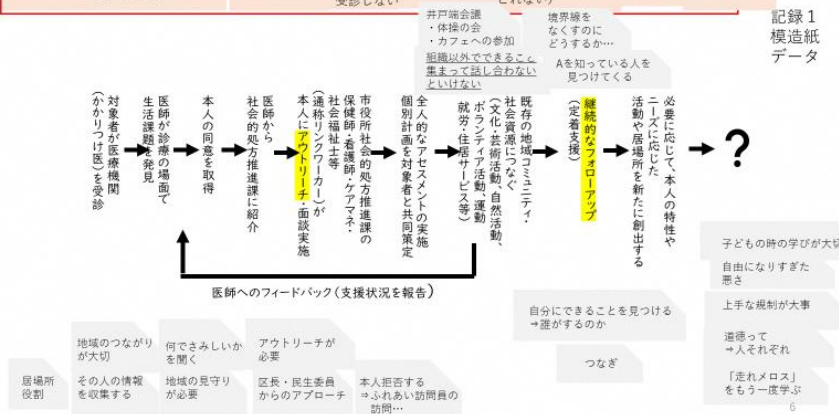 受診しない
記録１
模造紙
データ
井戸端会議
・体操の会
・カフェへの参加
組織以外でできること
集まって話し合わない
といけない
境界線を
なくすのに
どうするか…
Aを知っている人を
見つけてくる
対象者が医療機関
(かかりつけ医)を受診
医師が診療の場面で
生活課題を発見
本人の同意を取得
医師から
社会的処方推進課に紹介
市役所社会的処方推進課の
保健師・看護師・ケアマネ・
社会福祉士等
(通称リンクワーカー)が
本人にアウトリーチ・面談実施
全人的なアセスメントの実施
個別計画を対象者と共同策定
既存の地域コミュニティ・
社会資源につなぐ
(文化・芸術活動、自然活動、
ボランティア活動、運動
就労・住居サービス等)
継続的なフォローアップ
(定着支援)
必要に応じて、本人の特性や
ニーズに応じた
活動や居場所を新たに創出する
?
医師へのフィードバック(支援状況を報告)
居場所
役割
地域のつながり
が大切
その人の情報
を収集する
何でさみしいか
を聞く
地域の見守り
が必要
アウトリーチが
必要
区長・民生委員
からのアプローチ
本人拒否する
⇒ふれあい訪問員の
訪問…
自分にできることを見つける
⇒誰がするのか
つなぎ
子どもの時の学びが大切
自由になりすぎた
悪さ
上手な規制が大事
道徳って
⇒人それぞれ
「走れメロス」
をもう一度学ぶ
6